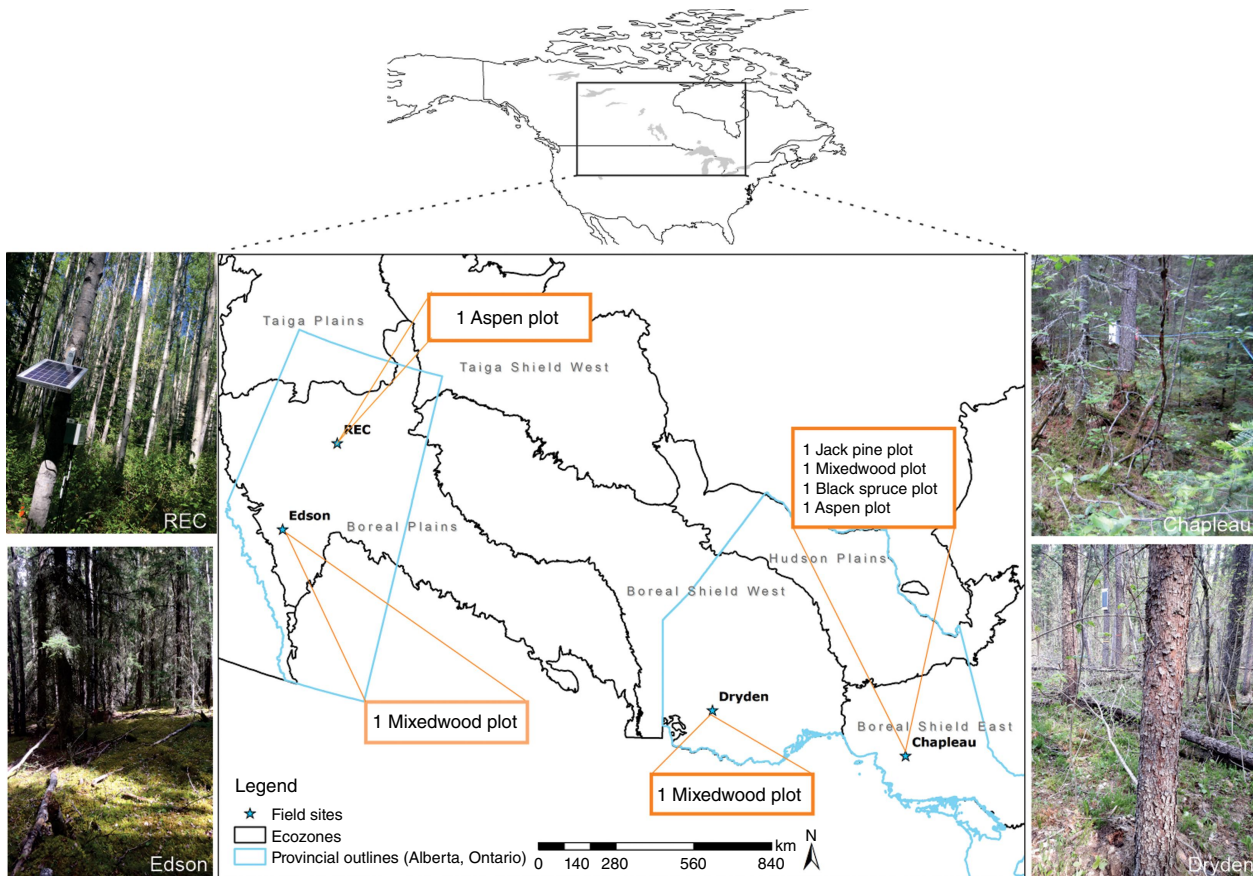 1 Aspen plot
Taiga Plains
Taiga Shield West
REC
1 Jack pine plot
1 Mixedwood plot
1 Black spruce plot
1 Aspen plot
REC
Chapleau
Edson
Boreal Plains
Hudson Plains
Boreal Shield West
1 Mixedwood plot
Dryden
Boreal Shield East
Chapleau
1 Mixedwood plot
Legend
Field sites
Ecozones
Provincial outlines (Alberta, Ontario)
km
0 140 280 560 840
N
Edson
Dryden